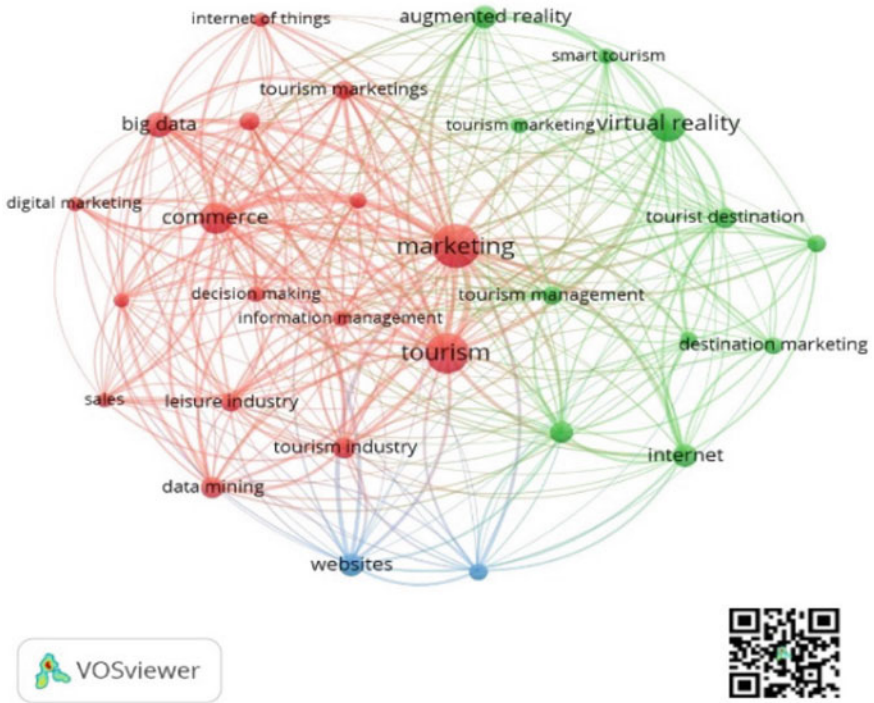 augmented reality
internet of things
smart tourism
tourism marketings
big data
tourism marketing
virtual reality
digital marketing
commerce
tourist destination
marketing
decision making
tourism management
information management
tourism
destination marketing
sales
leisure industry
tourism industry
internet
data mining
websites
VOSviewer